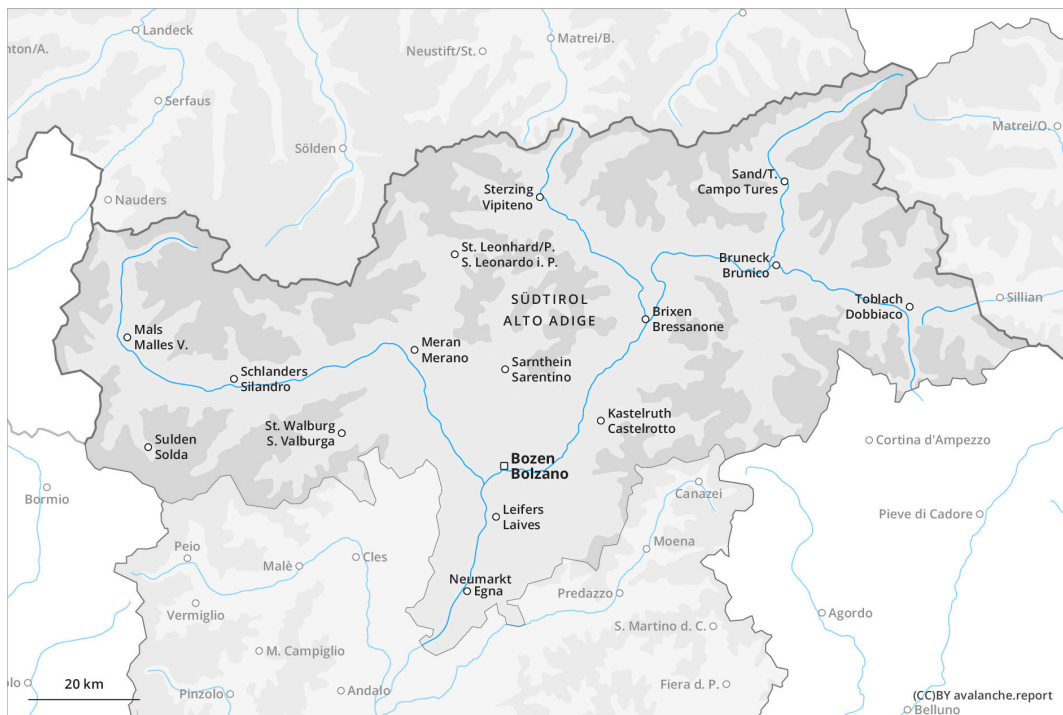 Landeck
nton/A.
Neustift/St.
Matrei/B.
Serfaus
Matrei/O.
Sölden
Nauders
Sterzing
Vipiteno
Sand/T.
Campo Tures
St. Leonhard/P.
S. Leonardo i. P.
Bruneck
Brunico
SÜDTIROL
ALTO ADIGE
Toblach
Dobbiaco
Sillian
Brixen
Bressanone
Mals
Malles V.
Meran
Merano
Schlanders
Silandro
Sarnthein
Sarentino
Kastelruth
Castelrotto
St. Walburg
S. Valburga
Sulden
Solda
Cortina d'Ampezzo
Bozen
Bolzano
Bormio
Canazei
Leifers
Laives
Pieve di Cadore
Peio
Malè
Cles
Moena
Neumarkt
Egna
Predazzo
Vermiglio
Agordo
S. Martino d. C.
M. Campiglio
olo
20 km
Pinzolo
Andalo
Fiera d. P.
(CC)BY avalanche.report
Belluno